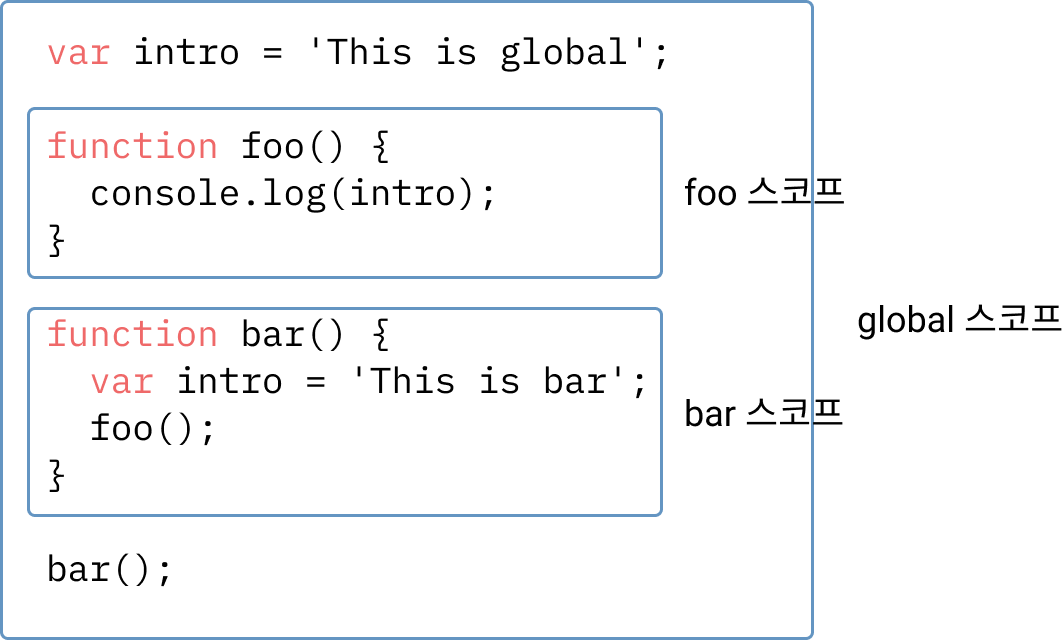 var intro = 'This is global';
function foo() {
  console.log(intro);
}
foo 스코프
function bar() {
  var intro = 'This is bar';
  foo();
}
bar 스코프
global 스코프
bar();